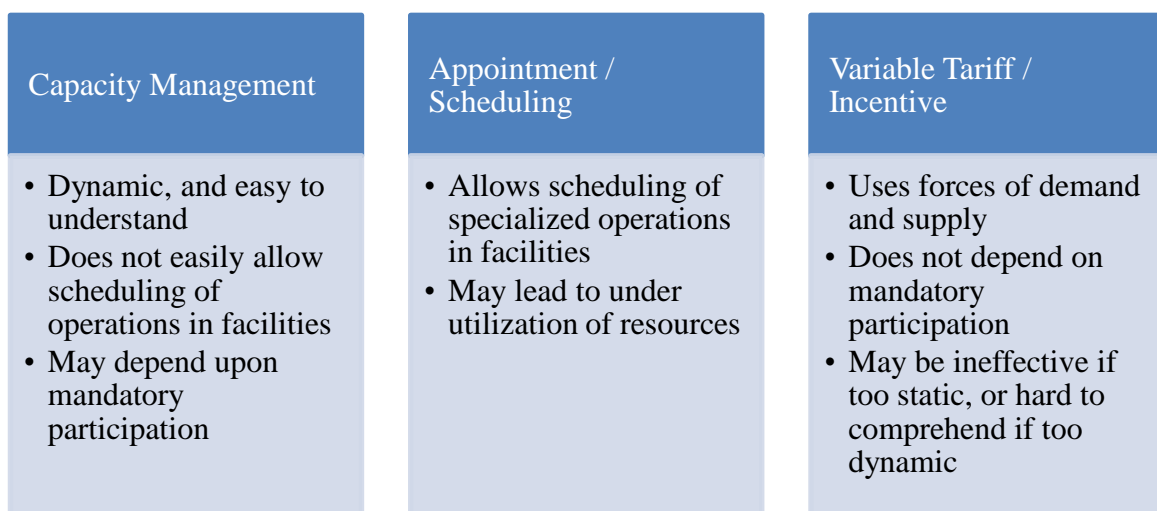 Capacity Management
• Dynamic, and easy to
understand
• Does not easily allow
scheduling of
operations in facilities
• May depend upon
mandatory
participation
Appointment /
Scheduling
• Allows scheduling of
specialized operations
in facilities
• May lead to under
utilization of resources
Variable Tariff /
Incentive
• Uses forces of demand
and supply
• Does not depend on
mandatory
participation
• May be ineffective if
too static, or hard to
comprehend if too
dynamic